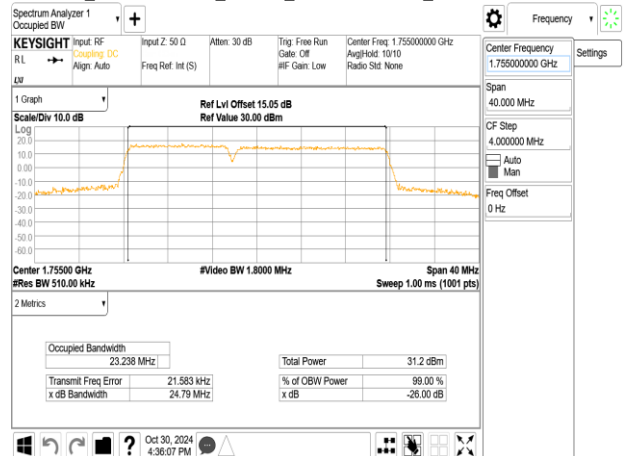 Spectrum Analyzer 1
Occupied BW
+
Frequency
KEYSIGHT
Input: RF
Input Z: 50 Ω
Atten: 30 dB
Trig: Free Run
Center Freq: 1.755000000 GHz
RL
Coupling: DC
Gate: Off
Avg|Hold: 10/10
Align: Auto
Freq Ref: Int (S)
#IF Gain: Low
Radio Std: None
LXI
Center Frequency
1.755000000 GHz
Settings
Span
40.000 MHz
CF Step
4.000000 MHz
Auto
Man
Freq Offset
0 Hz
1 Graph
Ref Lvl Offset 15.05 dB
Scale/Div 10.0 dB
Ref Value 30.00 dBm
Log
20.0
10.0
0.00
-10.0
-20.0
-30.0
-40.0
-50.0
-60.0
Center 1.75500 GHz
#Video BW 1.8000 MHz
Span 40 MHz
#Res BW 510.00 kHz
Sweep 1.00 ms (1001 pts)
2 Metrics
Occupied Bandwidth
23.238 MHz
Total Power
31.2 dBm
Transmit Freq Error
21.583 kHz
% of OBW Power
99.00 %
x dB Bandwidth
24.79 MHz
x dB
-26.00 dB
?
Oct 30, 2024
4:36:07 PM